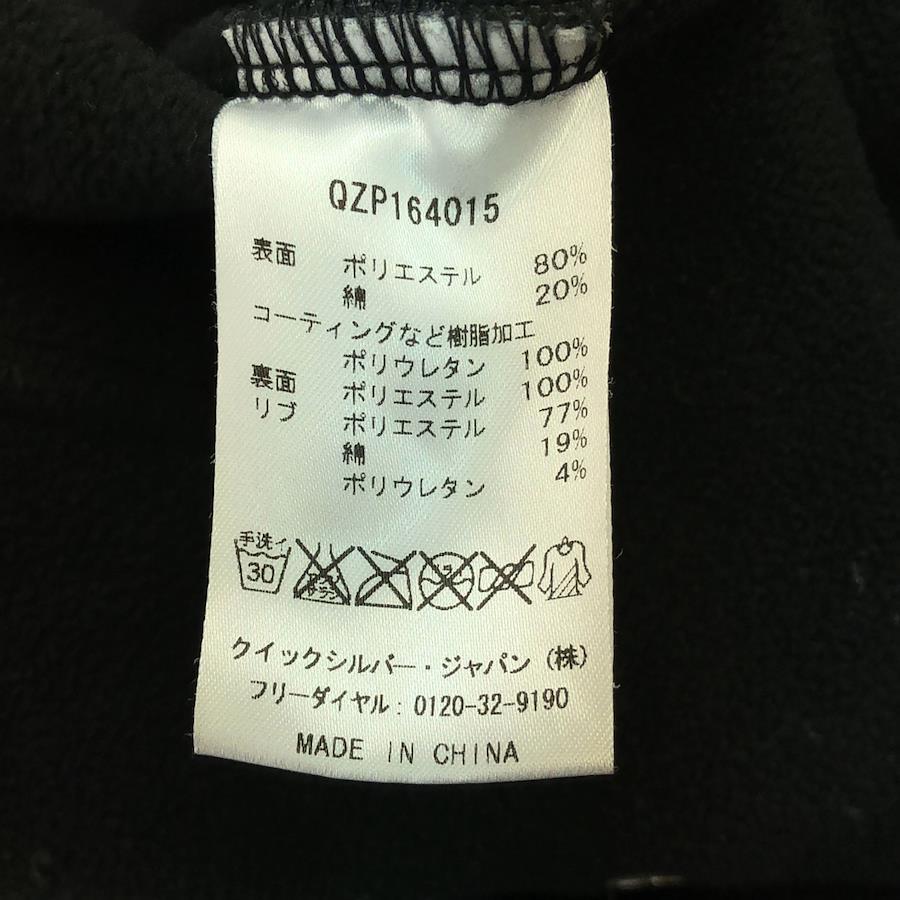 QZP164015
表面 ポリエステル 80%
綿 20%
コーティングなど樹脂加工
ポリウレタン 100%
裏面 ポリエステル 100%
リブ ポリエステル 77%
綿 19%
ポリウレタン 4%
手洗イ
30
クイックシルバー・ジャパン(株)
フリーダイヤル:0120-32-9190
MADE IN CHINA